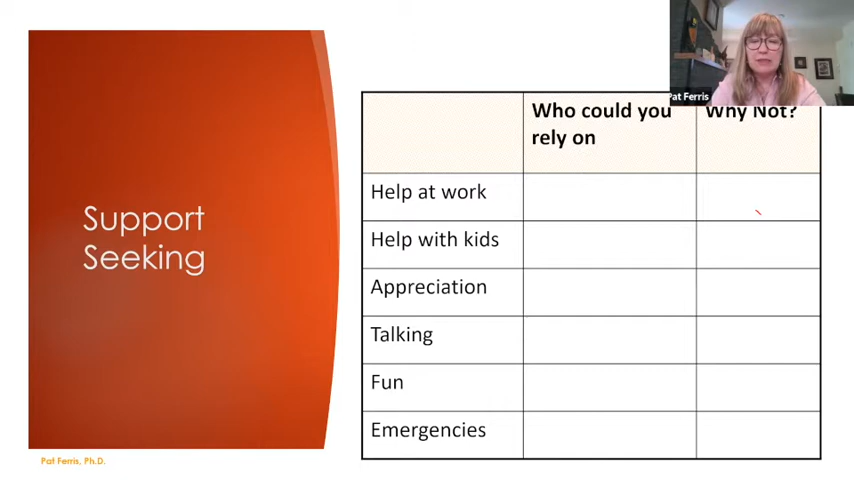 Pat Ferris
Support
Seeking
Who could you
rely on
Why Not?
Help at work
Help with kids
Appreciation
Talking
Fun
Emergencies
Pat Ferris, Ph.D.